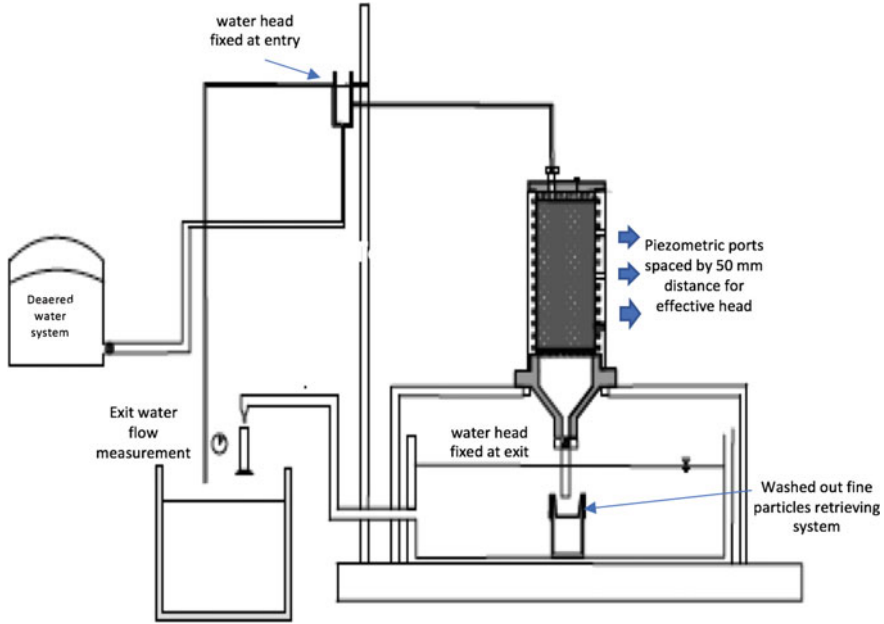 water head
fixed at entry
Piezometric ports
spaced by 50 mm
distance for
effective head
Deaered
water
system
Exit water
flow
measurement
water head
fixed at exit
Washed out fine
particles retrieving
system